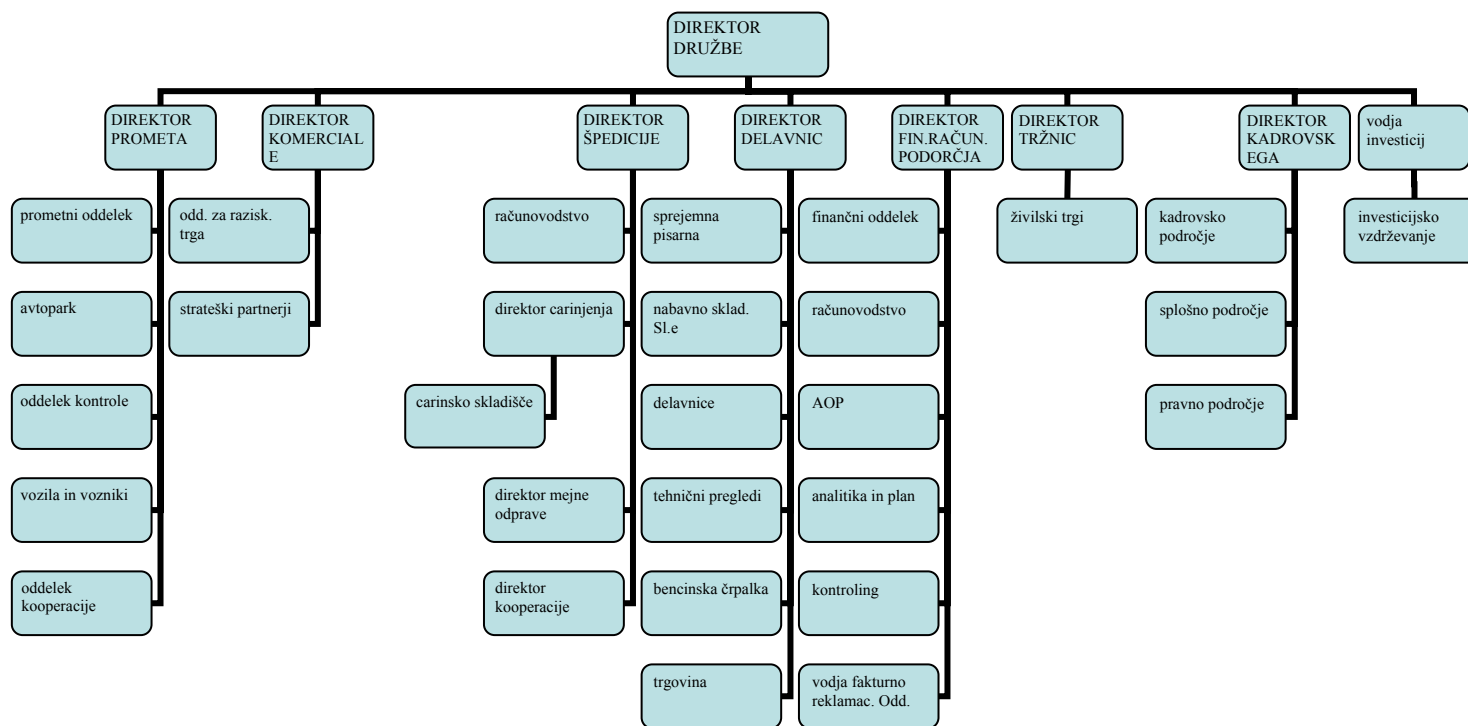 DIREKTOR
DRUŽBE
DIREKTOR
PROMETA
DIREKTOR
KOMERCIAL
E
DIREKTOR
ŠPEDICIJE
DIREKTOR
DELAVNIC
DIREKTOR
FIN.RAČUN.
PODORČJA
DIREKTOR
TRŽNIC
DIREKTOR
KADROVSK
EGA
vodja
investicij
prometni oddelek
odd. za razisk.
trga
računovodstvo
sprejemna
pisarna
finančni oddelek
živilski trgi
kadrovsko
področje
investicijsko
vzdrževanje
avtopark
strateški partnerji
direktor carinjenja
nabavno sklad.
Sl.e
računovodstvo
splošno področje
oddelek kontrole
carinsko skladišče
delavnice
AOP
pravno področje
vozila in vozniki
direktor mejne
odprave
tehnični pregledi
analitika in plan
oddelek
kooperacije
direktor
kooperacije
bencinska črpalka
kontroling
trgovina
vodja fakturno
reklamac. Odd.